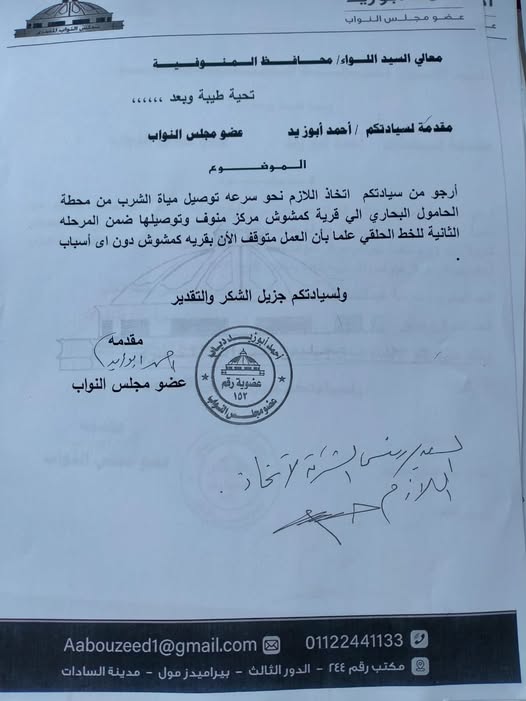 عضو مجلس النواب
مجلس النواب المصري
معالي السيد اللواء/ محافظ المنوفية
تحية طيبة وبعد ،،،،،،
مقدمة لسيادتكم / أحمد أبوزيد عضو مجلس النواب
الموضوع
أرجو من سيادتكم اتخاذ اللازم نحو سرعه توصيل مياة الشرب من محطة
الحامول البحاري الي قرية كمشوش مركز منوف وتوصيلها ضمن المرحله
الثانية للخط الحلقي علما بأن العمل متوقف الأن بقريه كمشوش دون اى أسباب
.
ولسيادتكم جزيل الشكر والتقدير
مقدمه
احمد ابوزيد
عضو مجلس النواب
أحمد أبوزيد دياب
عضوية رقم
١٥٢
عضو مجلس النواب
السيد رئيس الشركة لاتخاذ
اللازم
01122441133 Aabouzeed1@gmail.com
مكتب رقم ٢٤٤ - الدور الثالث - بيراميدز مول - مدينة السادات